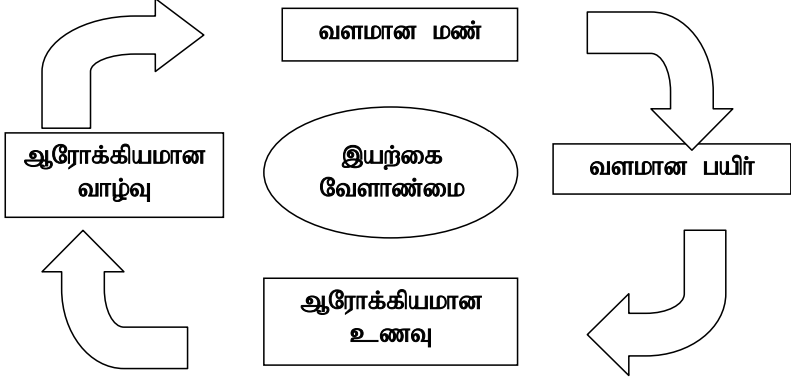 வளமான மண்
ஆரோக்கியமான
வாழ்வு
இயற்கை
வேளாண்மை
வளமான பயிர்
ஆரோக்கியமான
உணவு